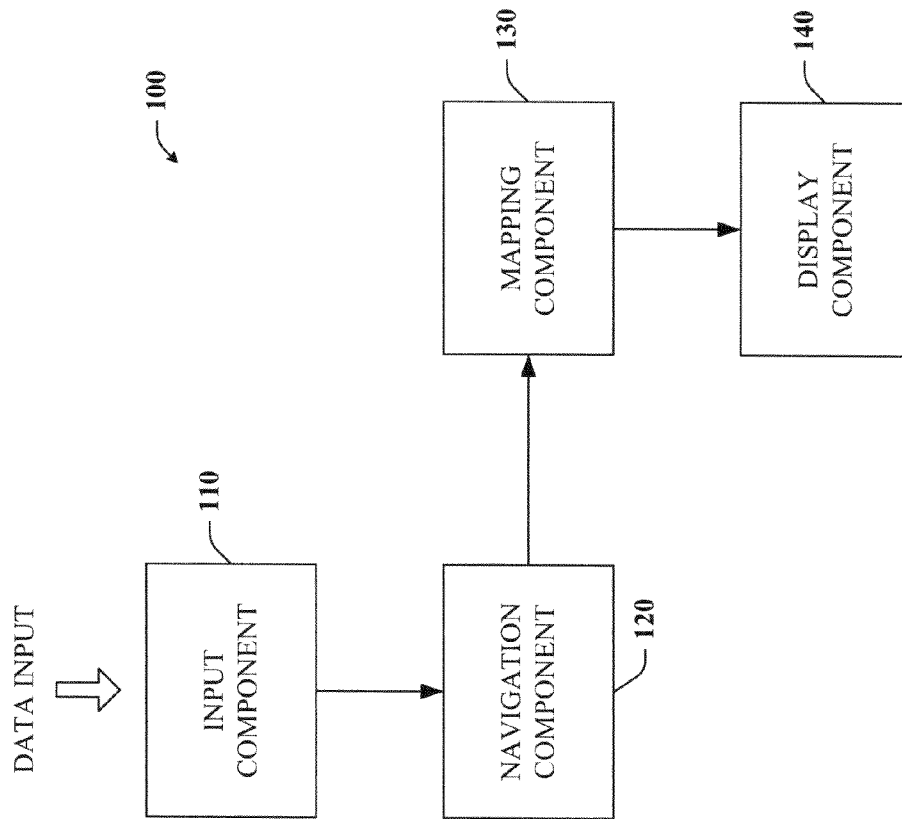 DATA INPUT
100
INPUT
COMPONENT
110
NAVIGATION
COMPONENT
120
MAPPING
COMPONENT
130
DISPLAY
COMPONENT
140